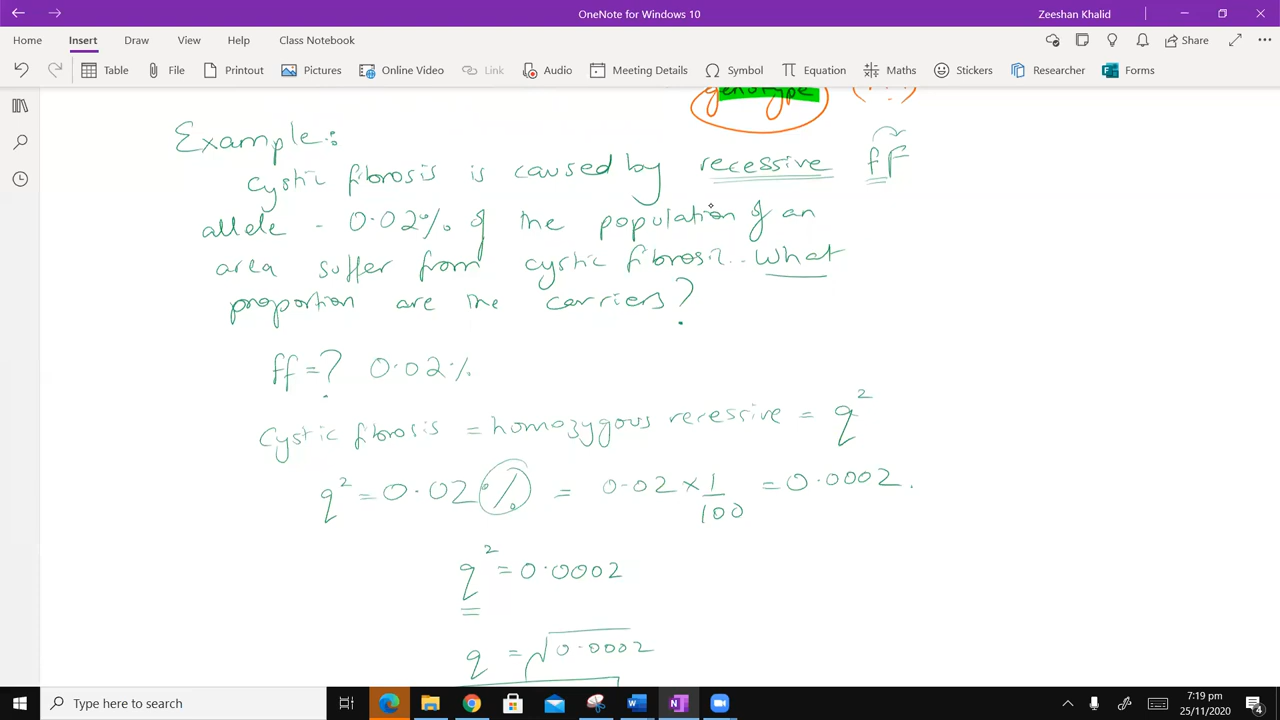 OneNote for Windows 10
Zeeshan Khalid
Home Insert Draw View Help Class Notebook
Share
Table File Printout Pictures Online Video Link Audio Meeting Details Symbol Equation Maths Stickers Researcher Forms
genotype
Example:
Cystic fibrosis is caused by recessive fF
allele - 0.02% of the population of an
area suffer from cystic fibrosis.. What
proportion are the carriers?
ff = ? 0.02%
Cystic fibrosis = homozygous recessive = q²
q² = 0.02% = 0.02 × 1/100 = 0.0002.
q² = 0.0002
q = √0.0002
Type here to search
7:19 pm
25/11/2020
4